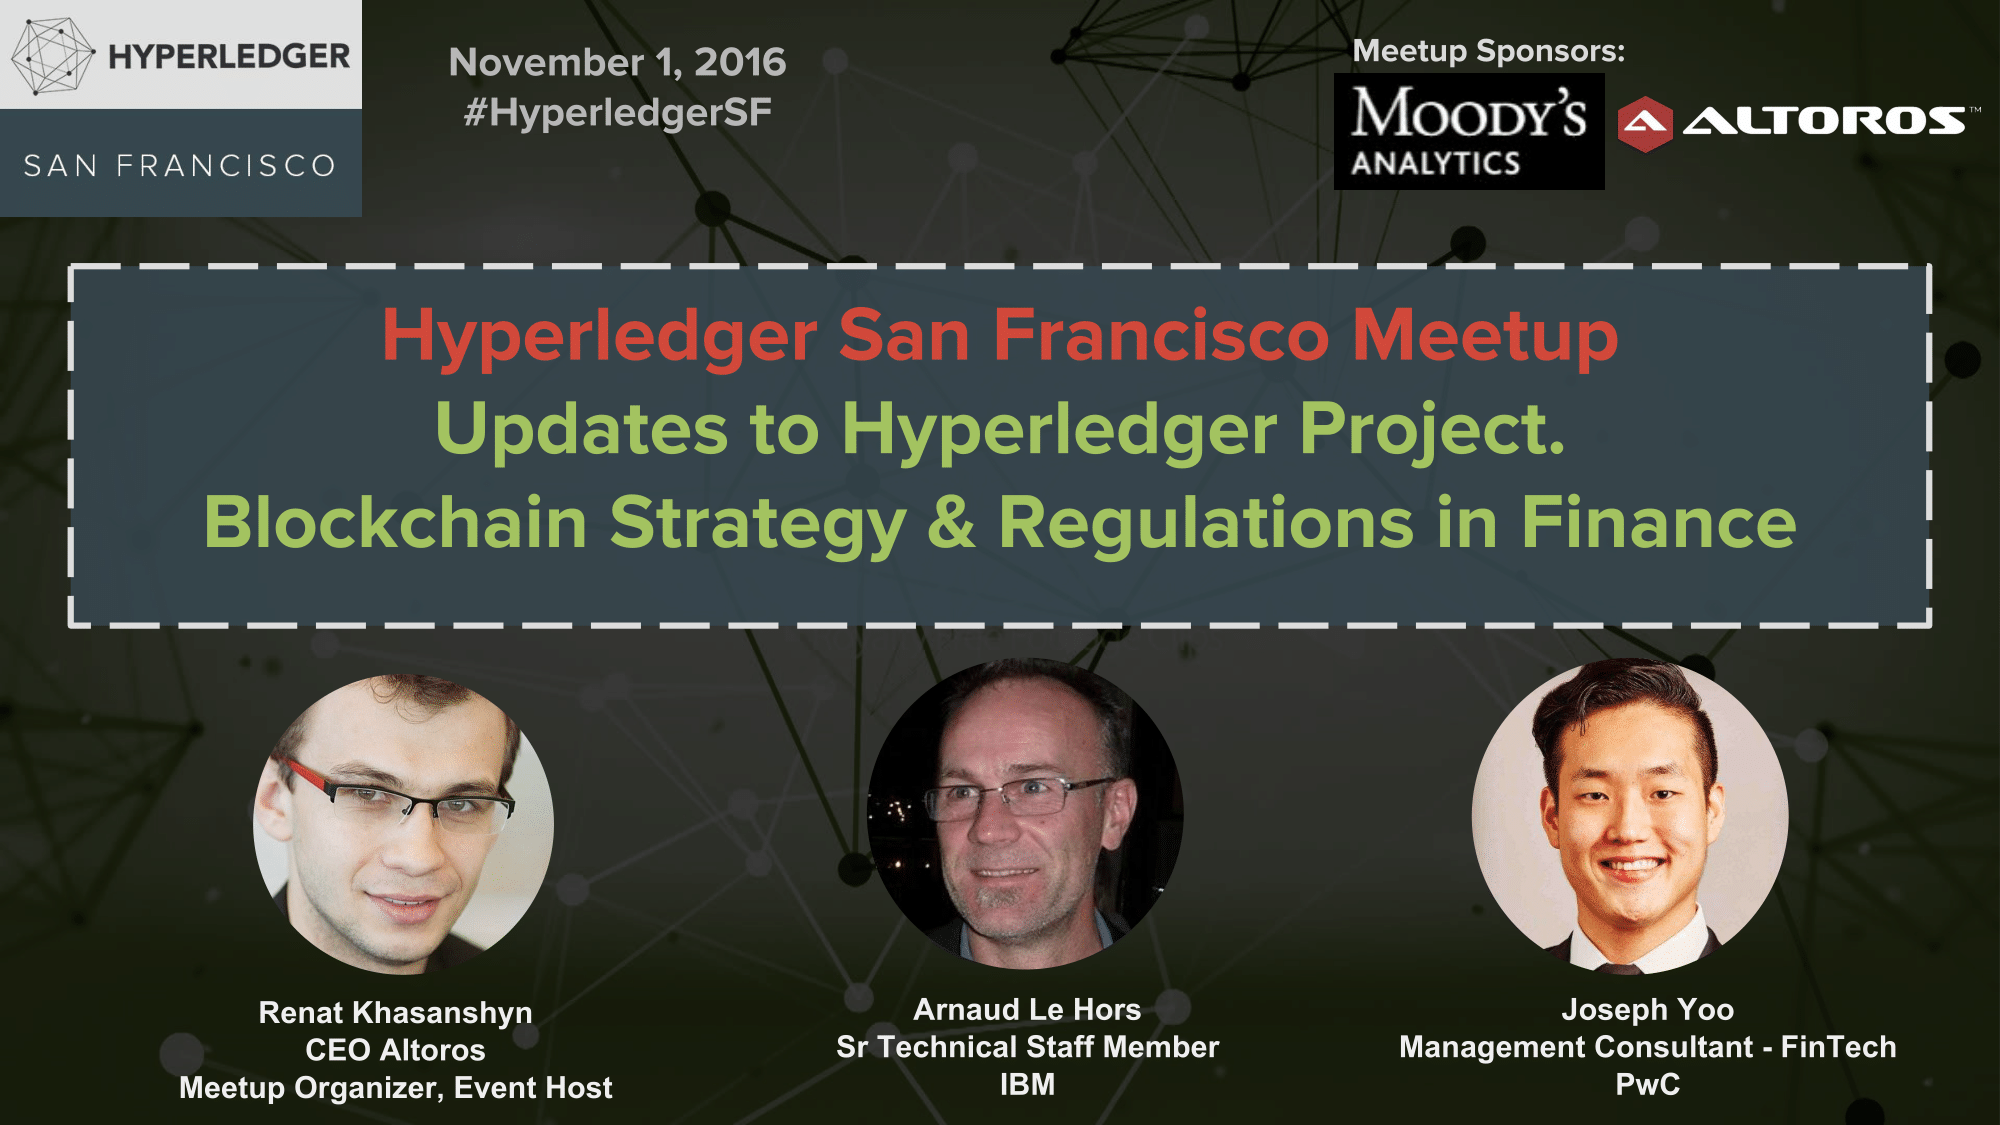 HYPERLEDGER
SAN FRANCISCO
November 1, 2016
#HyperledgerSF
Meetup Sponsors:
MOODY'S
ANALYTICS
ALTOROS™
Hyperledger San Francisco Meetup
Updates to Hyperledger Project.
Blockchain Strategy & Regulations in Finance
Renat Khasanshyn
CEO Altoros
Meetup Organizer, Event Host
Arnaud Le Hors
Sr Technical Staff Member
IBM
Joseph Yoo
Management Consultant - FinTech
PwC